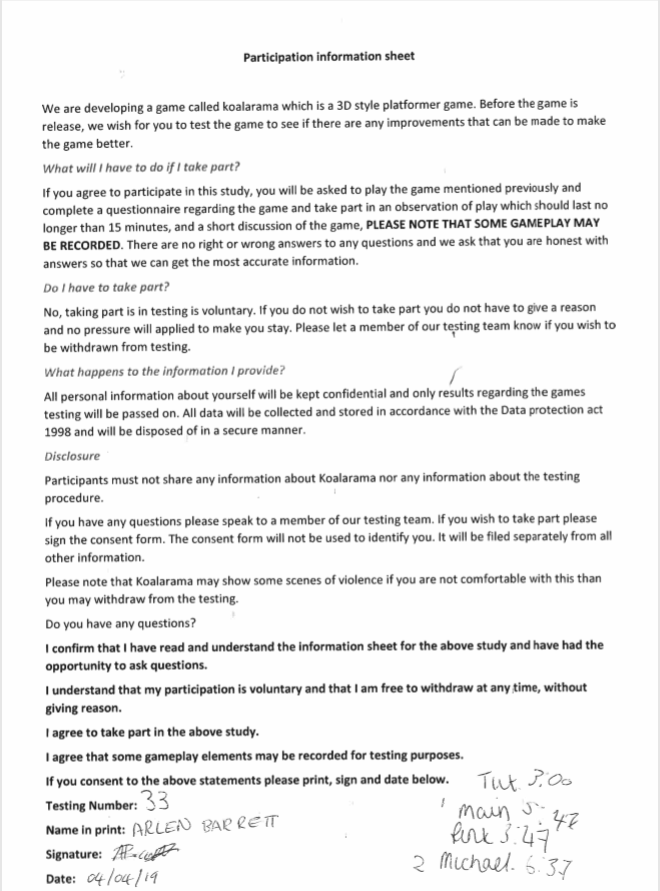 Participation information sheet
We are developing a game called koalarama which is a 3D style platformer game. Before the game is
release, we wish for you to test the game to see if there are any improvements that can be made to make
the game better.
What will I have to do if I take part?
If you agree to participate in this study, you will be asked to play the game mentioned previously and
complete a questionnaire regarding the game and take part in an observation of play which should last no
longer than 15 minutes, and a short discussion of the game, PLEASE NOTE THAT SOME GAMEPLAY MAY
BE RECORDED. There are no right or wrong answers to any questions and we ask that you are honest with
answers so that we can get the most accurate information.
Do I have to take part?
No, taking part is in testing is voluntary. If you do not wish to take part you do not have to give a reason
and no pressure will applied to make you stay. Please let a member of our testing team know if you wish to
be withdrawn from testing.
What happens to the information I provide?
All personal information about yourself will be kept confidential and only results regarding the games
testing will be passed on. All data will be collected and stored in accordance with the Data protection act
1998 and will be disposed of in a secure manner.
Disclosure
Participants must not share any information about Koalarama nor any information about the testing
procedure.
If you have any questions please speak to a member of our testing team. If you wish to take part please
sign the consent form. The consent form will not be used to identify you. It will be filed separately from all
other information.
Please note that Koalarama may show some scenes of violence if you are not comfortable with this than
you may withdraw from the testing.
Do you have any questions?
I confirm that I have read and understand the information sheet for the above study and have had the
opportunity to ask questions.
I understand that my participation is voluntary and that I am free to withdraw at any time, without
giving reason.
I agree to take part in the above study.
I agree that some gameplay elements may be recorded for testing purposes.
If you consent to the above statements please print, sign and date below.
Tut 3:00
Testing Number: 33
1 main 5:42
Name in print: ARLEN BARRETT
3:47
Signature:
2 Michael. 6:37
Date: 04/04/19